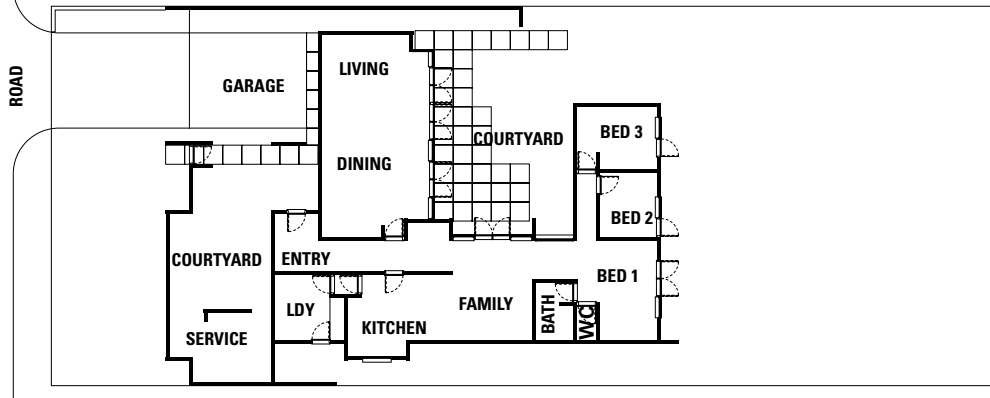 ROAD
GARAGE
LIVING
DINING
COURTYARD
BED 3
BED 2
BED 1
COURTYARD
ENTRY
LDY
SERVICE
KITCHEN
FAMILY
BATH
WC